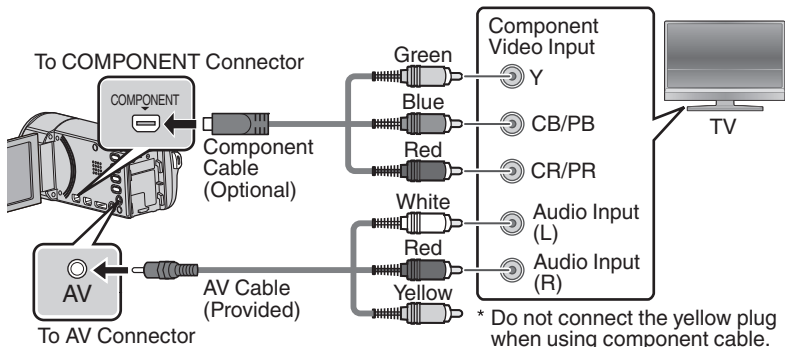 To COMPONENT Connector
COMPONENT
Component
Cable
(Optional)
Green
Blue
Red
White
Red
Yellow
Component
Video Input
Y
CB/PB
CR/PR
Audio Input
(L)
Audio Input
(R)
TV
AV
AV Cable
(Provided)
To AV Connector
* Do not connect the yellow plug
when using component cable.